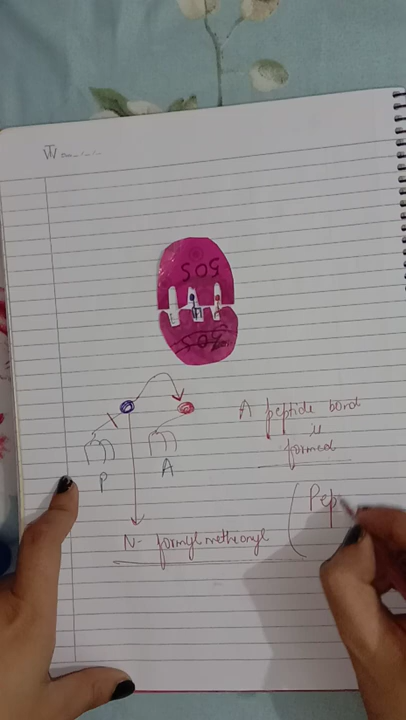 50S
30S
A peptide bond
is
formed
P
A
N- formyl methionyl
(Pep